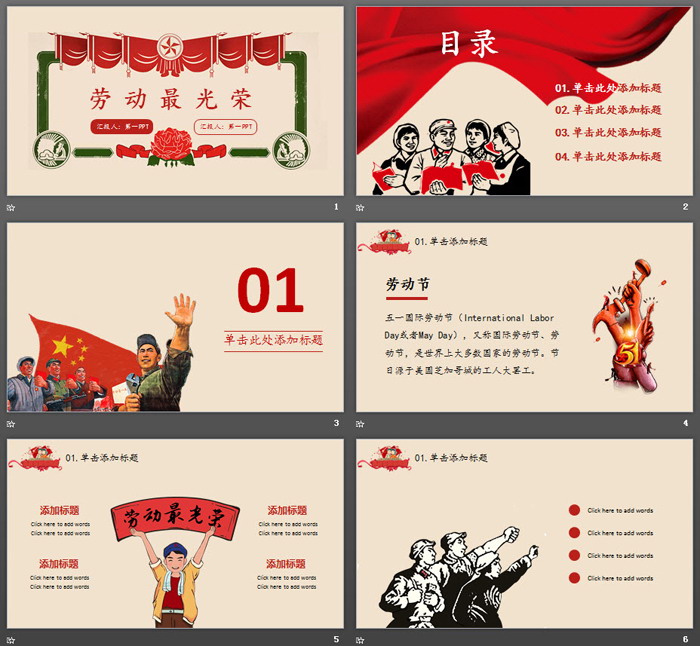 劳动最光荣
汇报人：第一PPT
汇报人：第一PPT
1
目录
01.单击此处添加标题
02.单击此处添加标题
03.单击此处添加标题
04.单击此处添加标题
2
01
单击此处添加标题
3
01.单击添加标题
劳动节
五一国际劳动节（International Labor
Day或者May Day），又称国际劳动节、劳
动节，是世界上大多数国家的劳动节。节
日源于美国芝加哥城的工人大罢工。
51
4
01.单击添加标题
劳动最光荣
添加标题
Click here to add words
Click here to add words
添加标题
Click here to add words
Click here to add words
添加标题
Click here to add words
Click here to add words
添加标题
Click here to add words
Click here to add words
5
01.单击添加标题
Click here to add words
Click here to add words
Click here to add words
Click here to add words
6